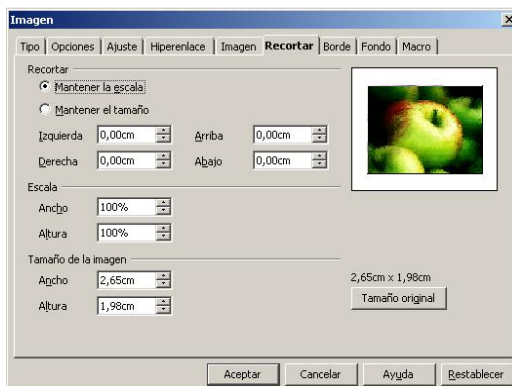 Imagen
Tipo Opciones Ajuste Hiperenlace Imagen Recortar Borde Fondo Macro
Recortar
Mantener la escala
Mantener el tamaño
Izquierda 0,00cm Arriba 0,00cm
Derecha 0,00cm Abajo 0,00cm
Escala
Ancho 100%
Altura 100%
Tamaño de la imagen
Ancho 2,65cm 2,65cm x 1,98cm
Altura 1,98cm Tamaño original
Aceptar Cancelar Ayuda Restablecer